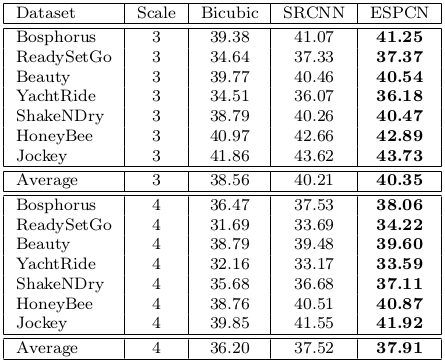 Dataset Scale Bicubic SRCNN ESPCN
Bosphorus 3 39.38 41.07 41.25
ReadySetGo 3 34.64 37.33 37.37
Beauty 3 39.77 40.46 40.54
YachtRide 3 34.51 36.07 36.18
ShakeNDry 3 38.79 40.26 40.47
HoneyBee 3 40.97 42.66 42.89
Jockey 3 41.86 43.62 43.73
Average 3 38.56 40.21 40.35
Bosphorus 4 36.47 37.53 38.06
ReadySetGo 4 31.69 33.69 34.22
Beauty 4 38.79 39.48 39.60
YachtRide 4 32.16 33.17 33.59
ShakeNDry 4 35.68 36.68 37.11
HoneyBee 4 38.76 40.51 40.87
Jockey 4 39.85 41.55 41.92
Average 4 36.20 37.52 37.91